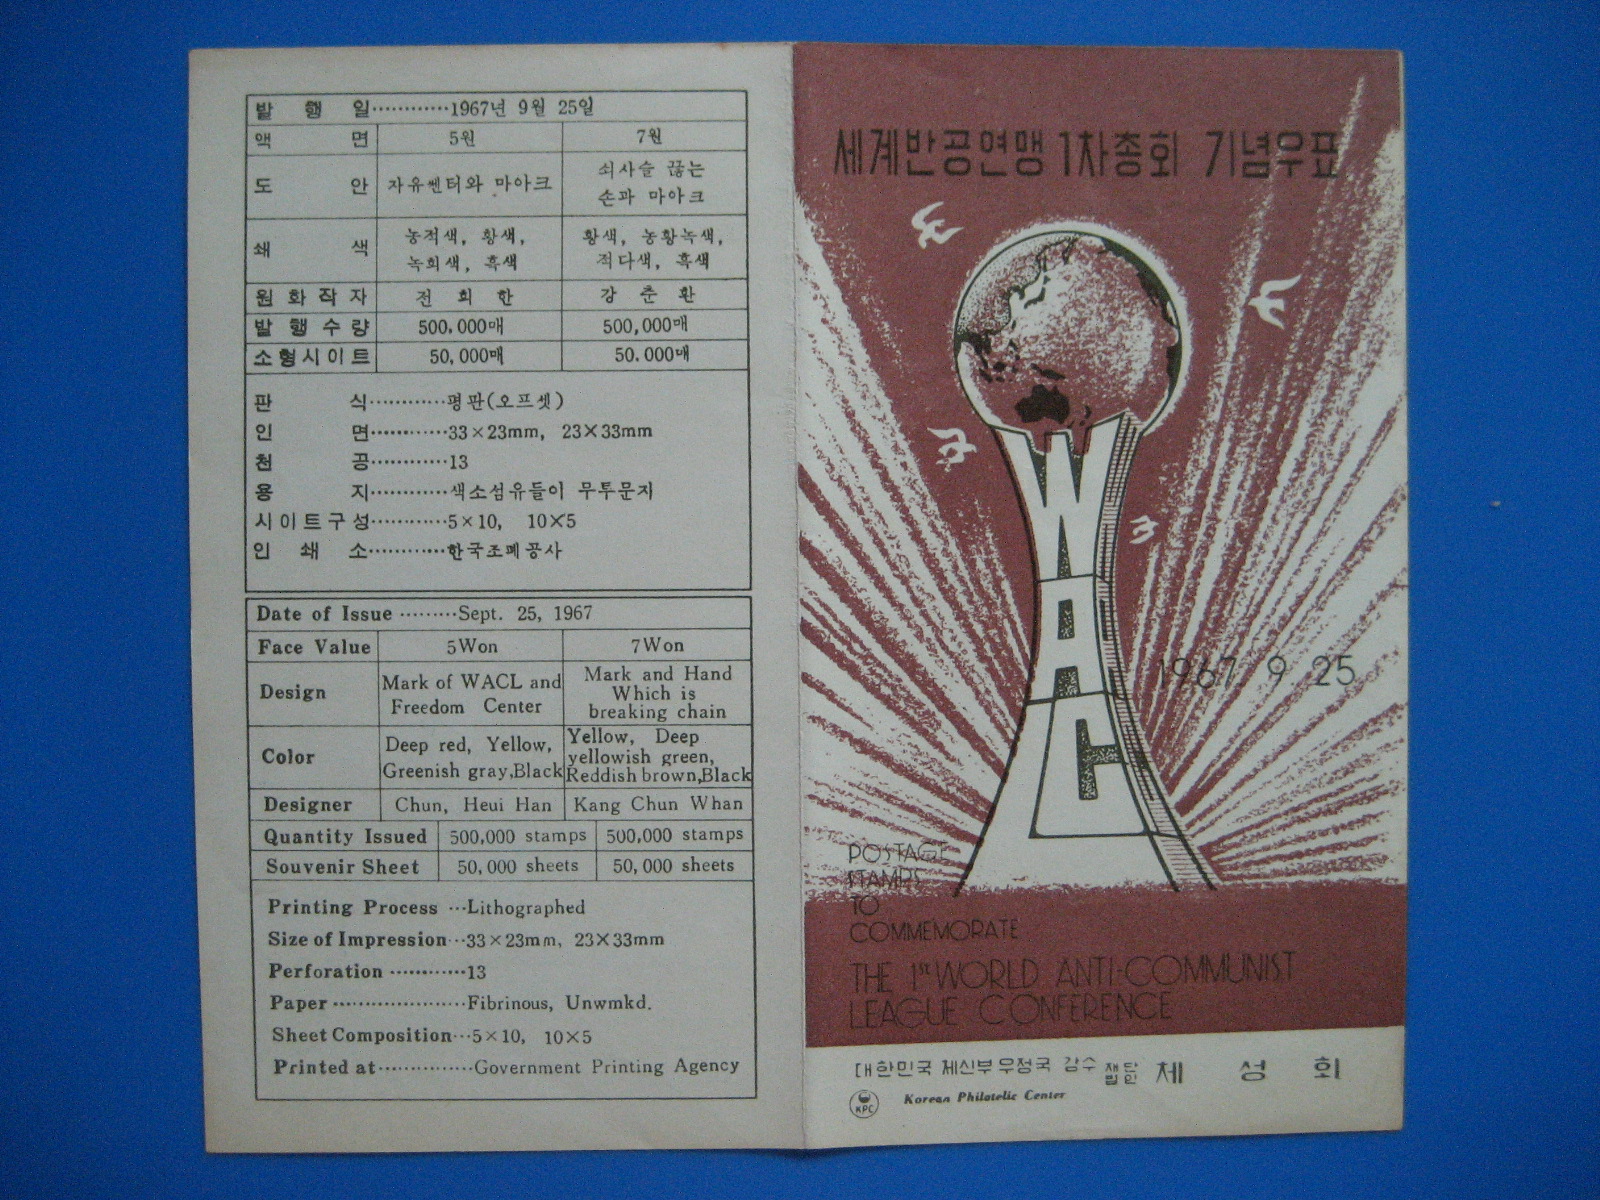 발 행 일············1967년 9월 25일
액 면 5원 7원
도 안 자유쎈터와 마아크 쇠사슬 끊는
손과 마아크
쇄 색 농적색, 황색, 황색, 농황녹색,
녹회색, 흑색 적다색, 흑색
원 화 작 자 전 희 한 강 춘 환
발 행 수 량 500,000매 500,000매
소형시이트 50,000매 50.000매
판 식············평판(오프셋)
인 면············33×23mm, 23×33mm
천 공············13
용 지············색소섬유들이 무투문지
시이트구성············5×10, 10×5
인 쇄 소············한국조폐공사
Date of Issue ·········Sept. 25, 1967
Face Value 5Won 7Won
Design Mark of WACL and Freedom Center Mark and Hand Which is breaking chain
Color Deep red, Yellow, Greenish gray,Black Yellow, Deep yellowish green, Reddish brown,Black
Designer Chun, Heui Han Kang Chun Whan
Quantity Issued 500,000 stamps 500,000 stamps
Souvenir Sheet 50,000 sheets 50,000 sheets
Printing Process ···Lithographed
Size of Impression···33×23mm, 23×33mm
Perforation ············13
Paper ·····················Fibrinous, Unwmkd.
Sheet Composition···5×10, 10×5
Printed at···············Government Printing Agency
세계반공연맹 1차총회 기념우표
WACL
1967 9 25
POSTAGE
STAMPS
TO
COMMEMORATE
THE 1ST WORLD ANTI-COMMUNIST
LEAGUE CONFERENCE
대한민국 체신부 우정국 감수 재단법인 체 성 회
KPC Korean Philatelic Center